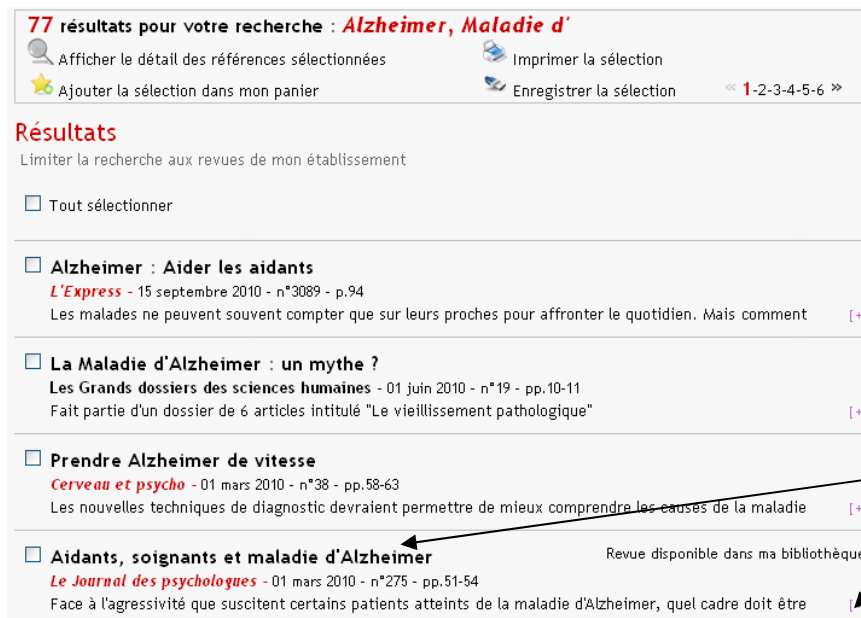 77 résultats pour votre recherche : Alzheimer, Maladie d'
Afficher le détail des références sélectionnées Imprimer la sélection
Ajouter la sélection dans mon panier Enregistrer la sélection « 1-2-3-4-5-6 »
Résultats
Limiter la recherche aux revues de mon établissement
Tout sélectionner
Alzheimer : Aider les aidants
L'Express - 15 septembre 2010 - n°3089 - p.94
Les malades ne peuvent souvent compter que sur leurs proches pour affronter le quotidien. Mais comment [+
La Maladie d'Alzheimer : un mythe ?
Les Grands dossiers des sciences humaines - 01 juin 2010 - n°19 - pp.10-11
Fait partie d'un dossier de 6 articles intitulé "Le vieillissement pathologique" [+
Prendre Alzheimer de vitesse
Cerveau et psycho - 01 mars 2010 - n°38 - pp.58-63
Les nouvelles techniques de diagnostic devraient permettre de mieux comprendre les causes de la maladie [+
Aidants, soignants et maladie d'Alzheimer Revue disponible dans ma bibliothèque
Le Journal des psychologues - 01 mars 2010 - n°275 - pp.51-54
Face à l'agressivité que suscitent certains patients atteints de la maladie d'Alzheimer, quel cadre doit être [